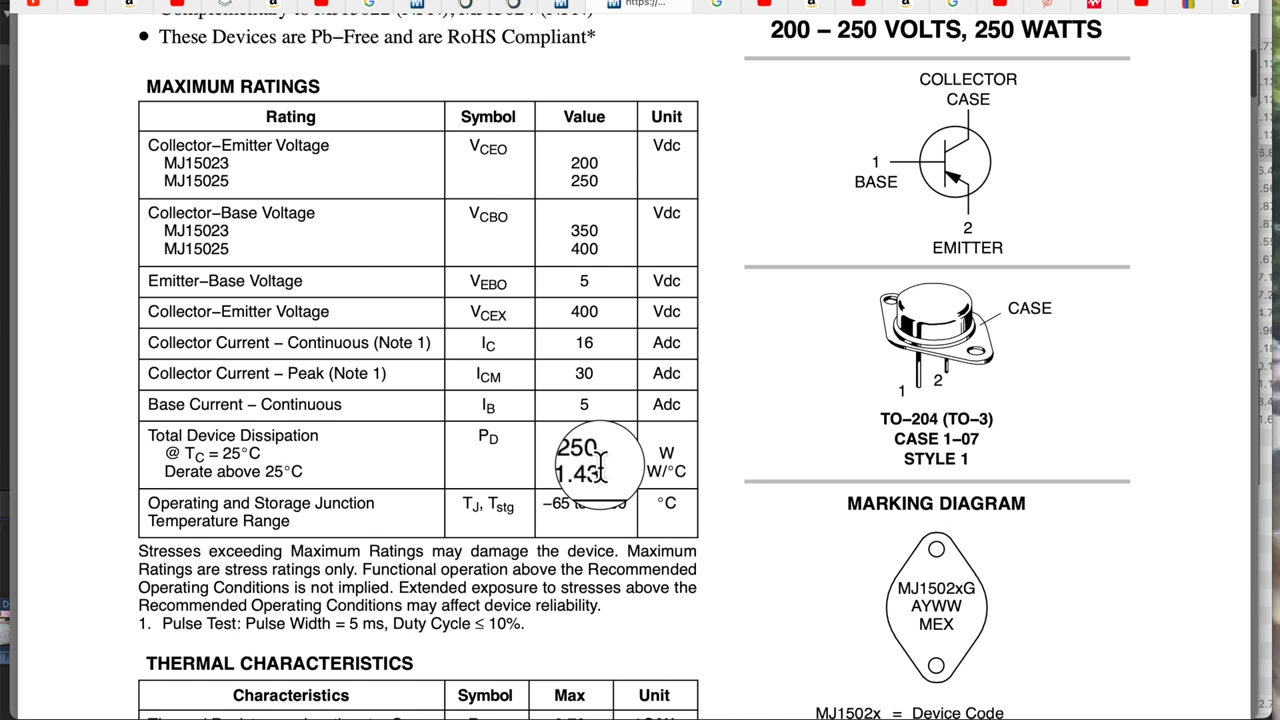 https://...
• These Devices are Pb−Free and are RoHS Compliant*
MAXIMUM RATINGS
Rating Symbol Value Unit
Collector−Emitter Voltage VCEO Vdc
MJ15023 200
MJ15025 250
Collector−Base Voltage VCBO Vdc
MJ15023 350
MJ15025 400
Emitter−Base Voltage VEBO 5 Vdc
Collector−Emitter Voltage VCEX 400 Vdc
Collector Current − Continuous (Note 1) IC 16 Adc
Collector Current − Peak (Note 1) ICM 30 Adc
Base Current − Continuous IB 5 Adc
Total Device Dissipation PD
@ TC = 25°C 250 W
Derate above 25°C 1.43 W/°C
Operating and Storage Junction TJ, Tstg −65 °C
Temperature Range
Stresses exceeding Maximum Ratings may damage the device. Maximum
Ratings are stress ratings only. Functional operation above the Recommended
Operating Conditions is not implied. Extended exposure to stresses above the
Recommended Operating Conditions may affect device reliability.
1. Pulse Test: Pulse Width = 5 ms, Duty Cycle ≤ 10%.
THERMAL CHARACTERISTICS
Characteristics Symbol Max Unit
200 − 250 VOLTS, 250 WATTS
COLLECTOR
CASE
1
BASE
2
EMITTER
CASE
1
2
TO−204 (TO−3)
CASE 1−07
STYLE 1
MARKING DIAGRAM
MJ1502xG
AYWW
MEX
MJ1502x = Device Code